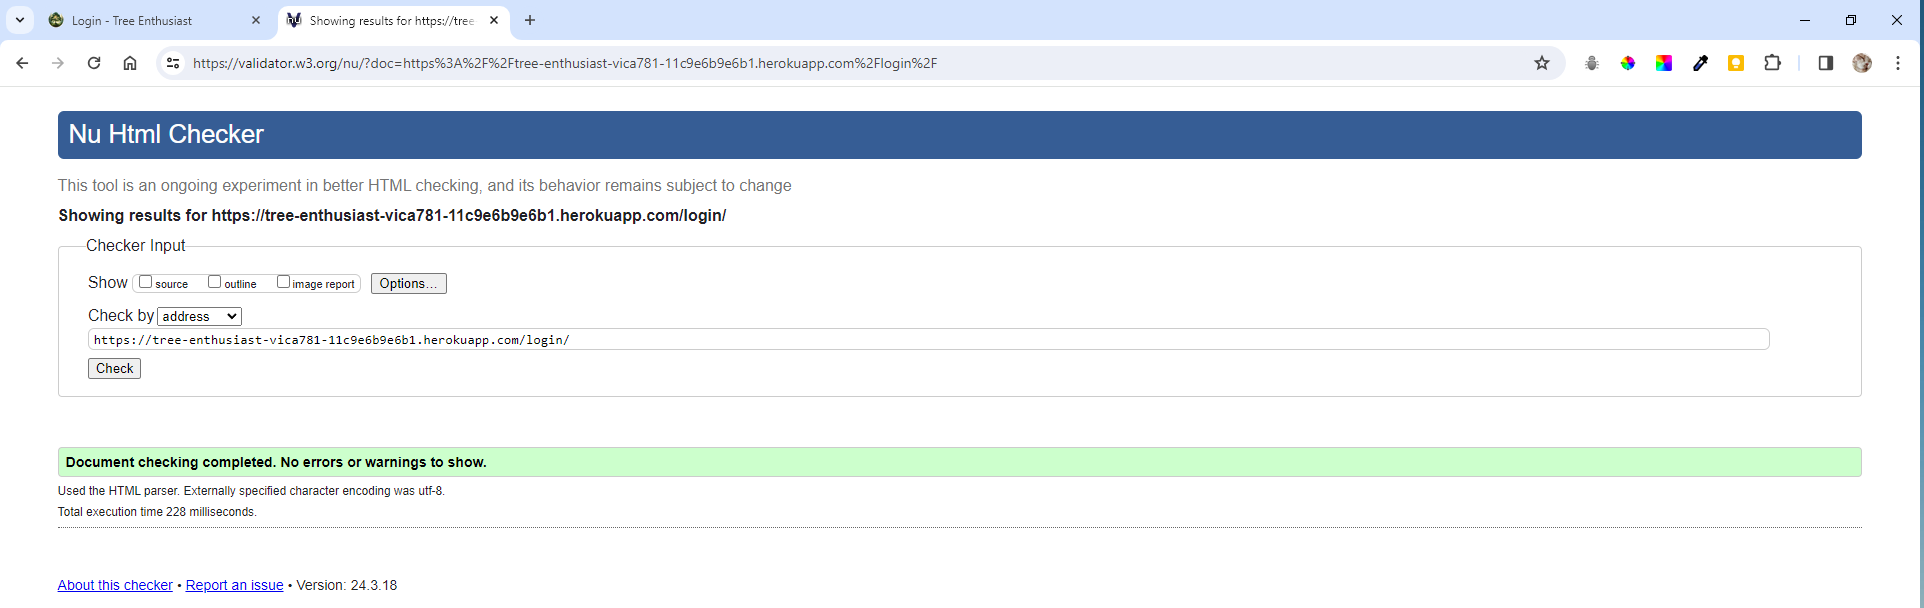 Login - Tree Enthusiast
Showing results for https://tree
https://validator.w3.org/nu/?doc=https%3A%2F%2Ftree-enthusiast-vica781-11c9e6b9e6b1.herokuapp.com%2Flogin%2F
Nu Html Checker
This tool is an ongoing experiment in better HTML checking, and its behavior remains subject to change
Showing results for https://tree-enthusiast-vica781-11c9e6b9e6b1.herokuapp.com/login/
Checker Input
Show source outline image report Options...
Check by address
https://tree-enthusiast-vica781-11c9e6b9e6b1.herokuapp.com/login/
Check
Document checking completed. No errors or warnings to show.
Used the HTML parser. Externally specified character encoding was utf-8.
Total execution time 228 milliseconds.
About this checker • Report an issue • Version: 24.3.18